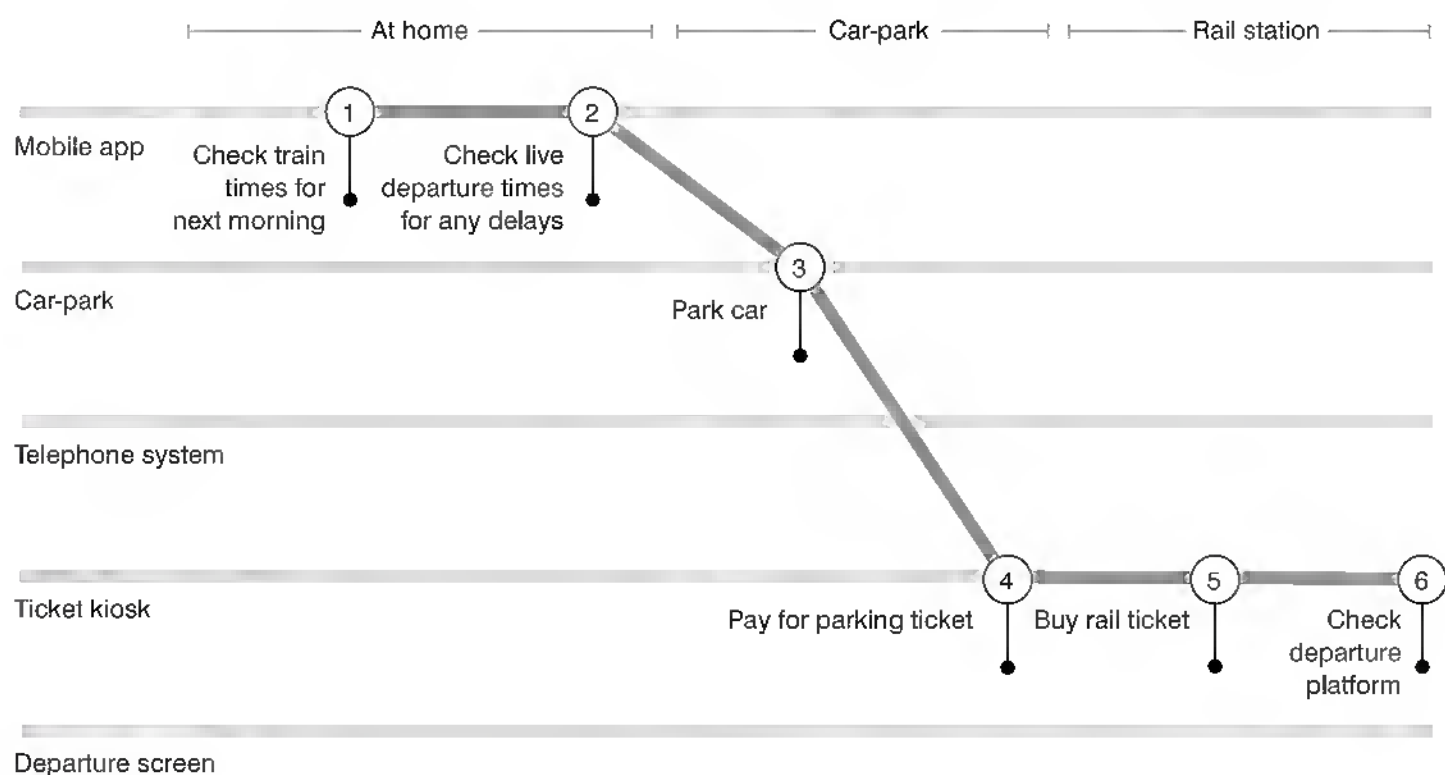 At home
Car-park
Rail station
1
2
Mobile app
Check train
times for
next morning
Check live
departure times
for any delays
3
Car-park
Park car
Telephone system
4
5
6
Ticket kiosk
Pay for parking ticket
Buy rail ticket
Check
departure
platform
Departure screen